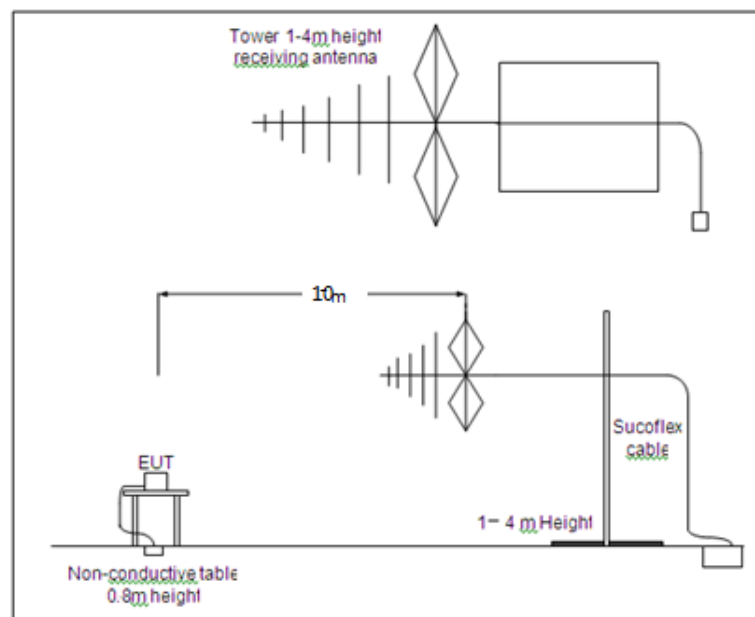 Tower 1-4m height
receiving antenna
10m
Sucoflex
cable
EUT
1– 4 m Height
Non-conductive table
0.8m height